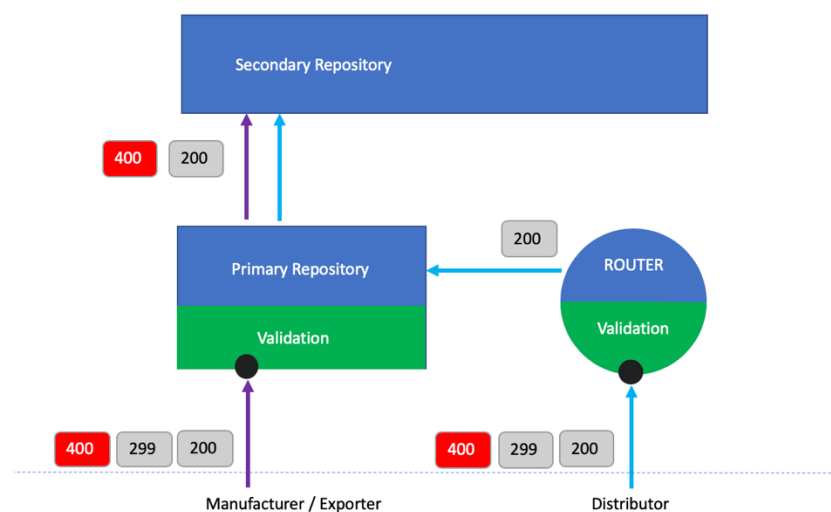 Secondary Repository
400 200
200
Primary Repository
ROUTER
Validation
Validation
400 299 200
400 299 200
Manufacturer / Exporter
Distributor